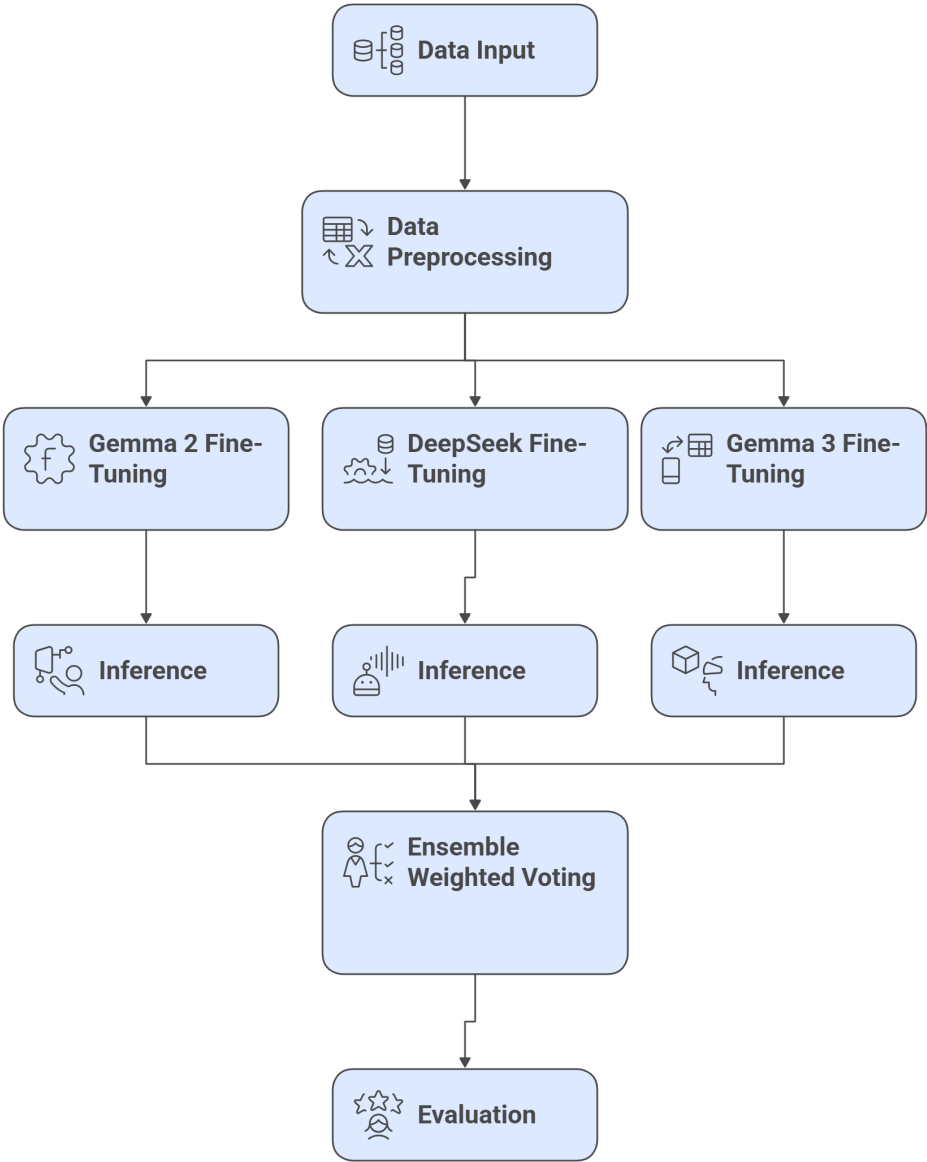 Data Input
Data
Preprocessing
Gemma 2 Fine-
Tuning
DeepSeek Fine-
Tuning
Gemma 3 Fine-
Tuning
Inference
Inference
Inference
Ensemble
Weighted Voting
Evaluation